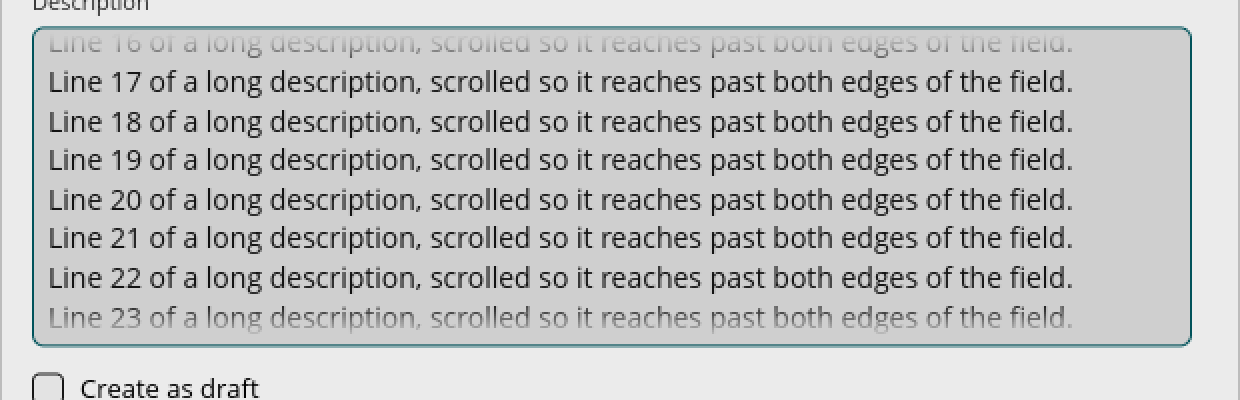 Description
Line 16 of a long description, scrolled so it reaches past both edges of the field.
Line 17 of a long description, scrolled so it reaches past both edges of the field.
Line 18 of a long description, scrolled so it reaches past both edges of the field.
Line 19 of a long description, scrolled so it reaches past both edges of the field.
Line 20 of a long description, scrolled so it reaches past both edges of the field.
Line 21 of a long description, scrolled so it reaches past both edges of the field.
Line 22 of a long description, scrolled so it reaches past both edges of the field.
Line 23 of a long description, scrolled so it reaches past both edges of the field.
Create as draft